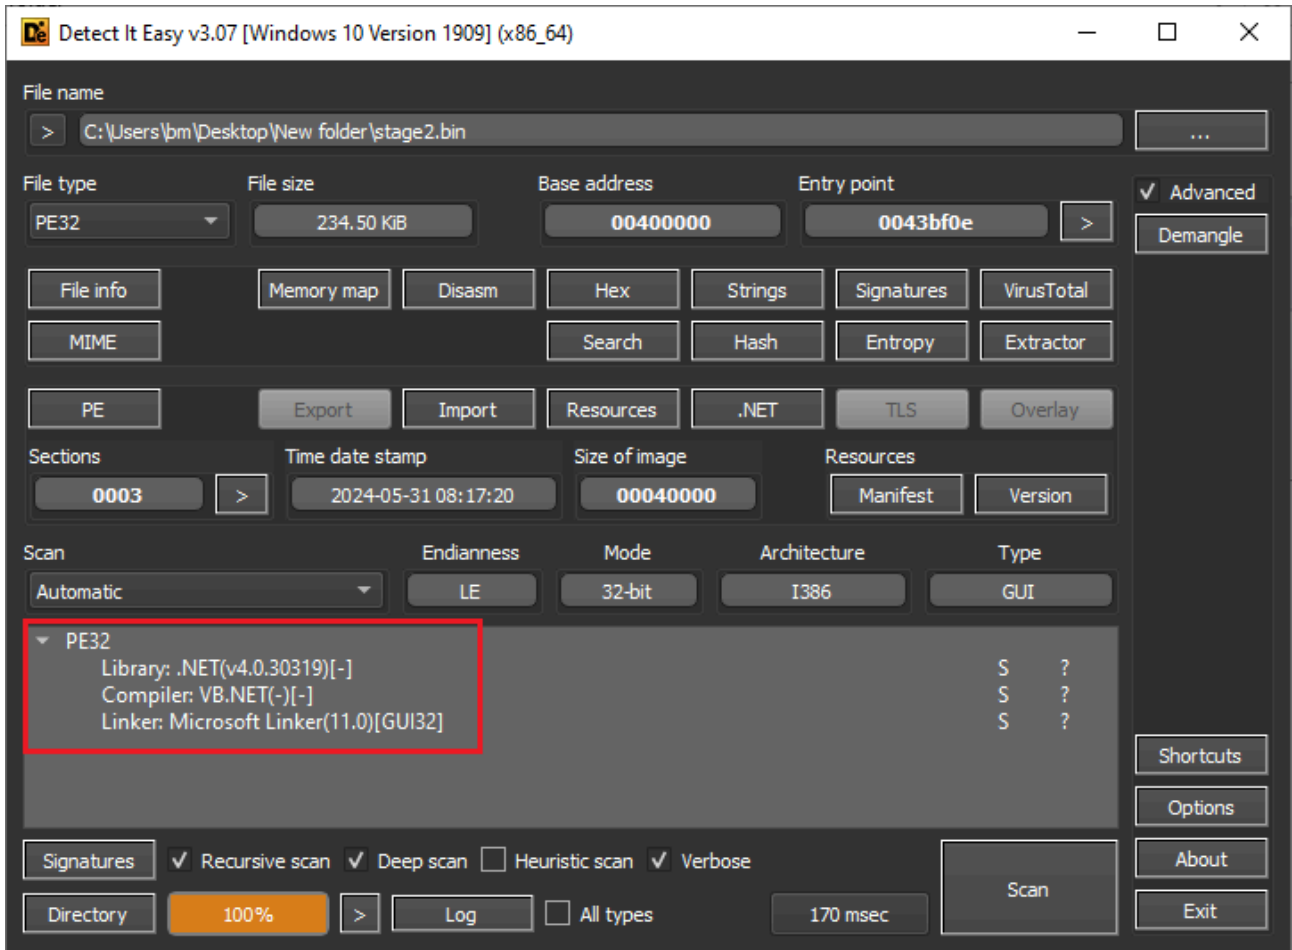 Detect It Easy v3.07 [Windows 10 Version 1909] (x86_64)
File name
> C:\Users\bm\Desktop\New folder\stage2.bin ...
File type File size Base address Entry point Advanced
PE32 234.50 KiB 00400000 0043bf0e > Demangle
File info Memory map Disasm Hex Strings Signatures VirusTotal
MIME Search Hash Entropy Extractor
PE Export Import Resources .NET TLS Overlay
Sections Time date stamp Size of image Resources
0003 > 2024-05-31 08:17:20 00040000 Manifest Version
Scan Endianness Mode Architecture Type
Automatic LE 32-bit I386 GUI
PE32
Library: .NET(v4.0.30319)[-] S ?
Compiler: VB.NET(-)[-] S ?
Linker: Microsoft Linker(11.0)[GUI32] S ?
Shortcuts
Options
Signatures Recursive scan Deep scan Heuristic scan Verbose Scan About
Directory 100% > Log All types 170 msec Exit